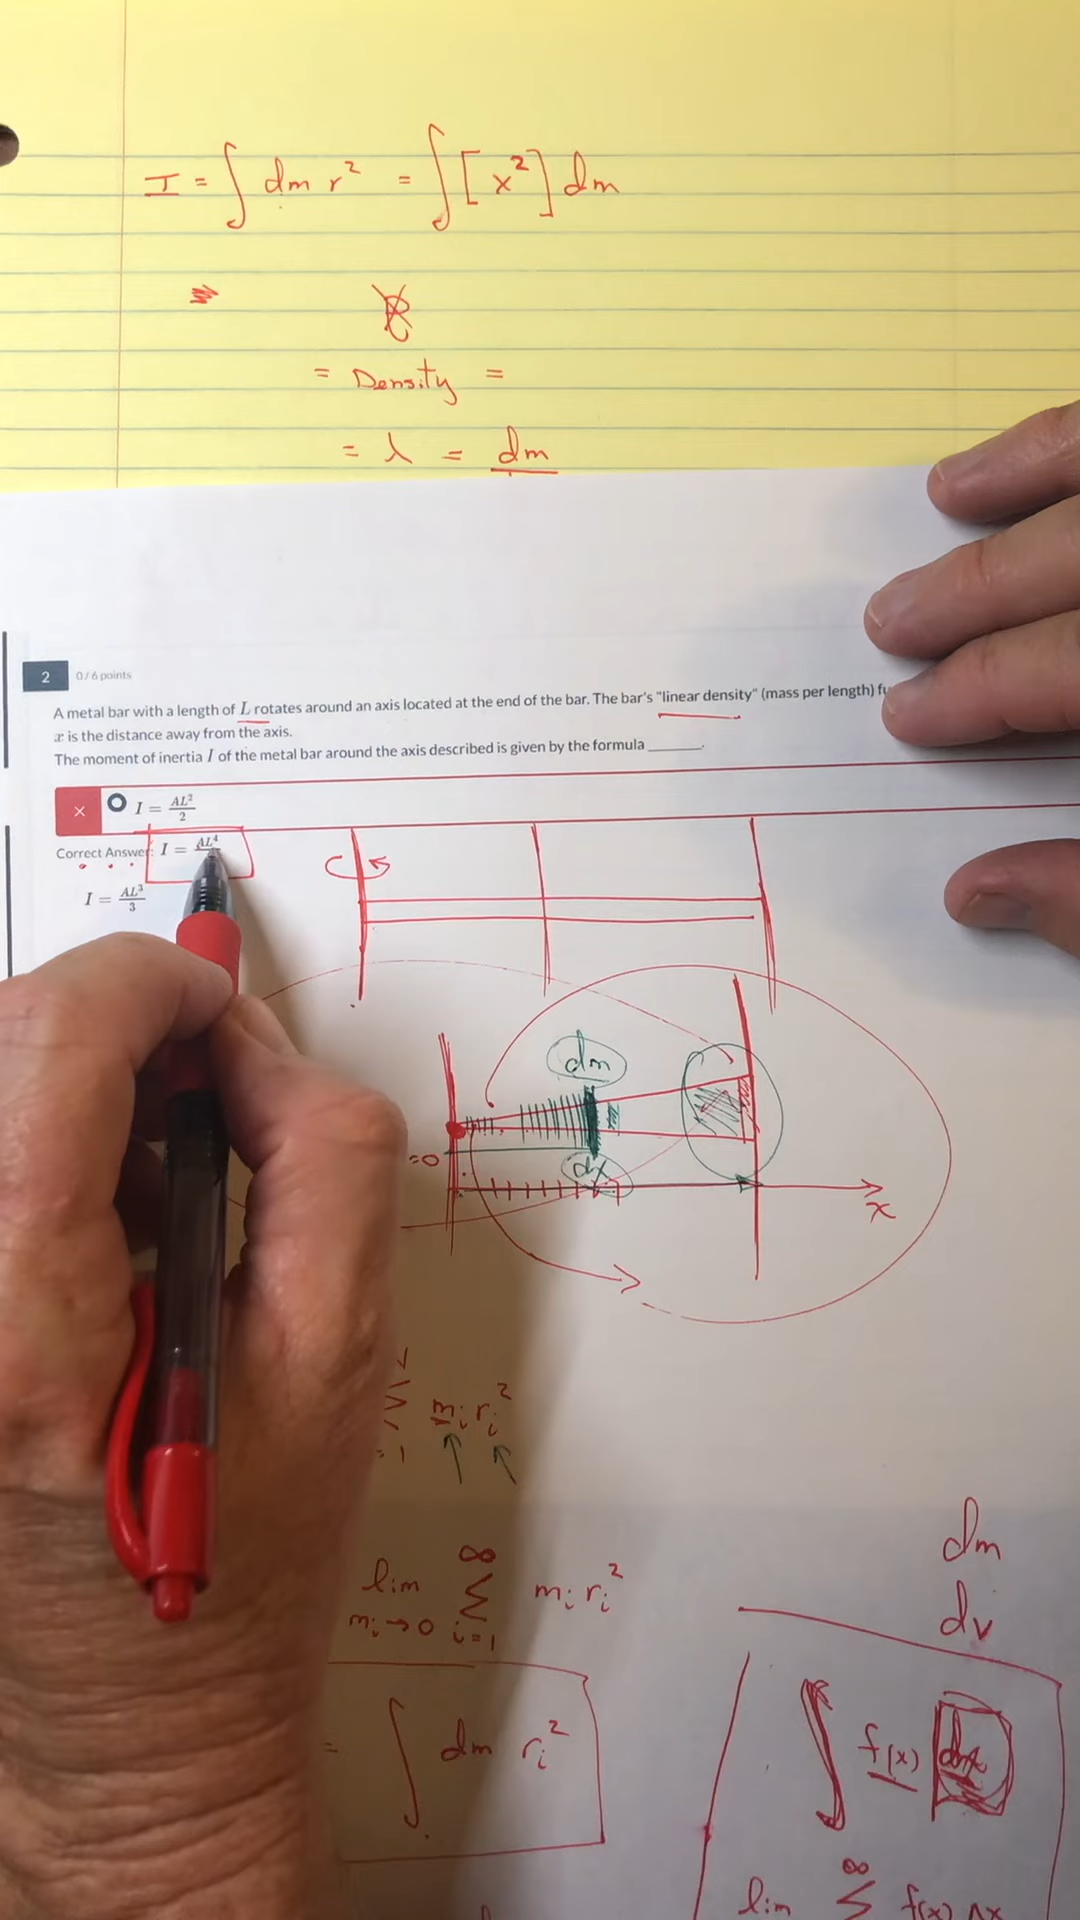 I = ∫ dm r² = ∫ [x²] dm
= Density =
= λ = dm
2 0/6 points
A metal bar with a length of L rotates around an axis located at the end of the bar. The bar's "linear density" (mass per length)
x is the distance away from the axis.
The moment of inertia I of the metal bar around the axis described is given by the formula ______.
× I = AL²/2
Correct Answer: I = AL⁴
I = AL³/3
dm
=0
dx
x
mᵢ rᵢ²
= 1
lim mᵢ→0 ∑ i=1 ∞ mᵢ rᵢ²
= ∫ dm rᵢ²
dm
dv
∫ f(x) dx
lim ∑ ∞ f(x) Δx